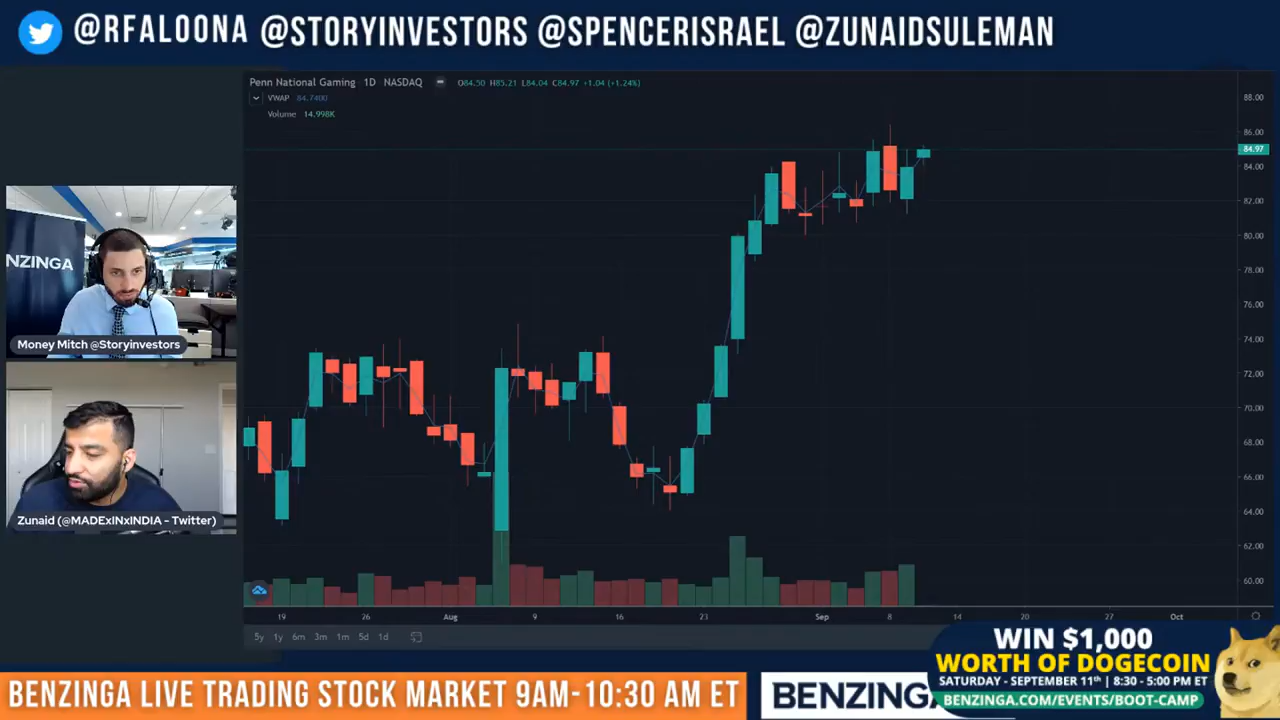 @RFALOONA @STORYINVESTORS @SPENCERISRAEL @ZUNAIDSULEMAN
Penn National Gaming 1D NASDAQ O84.50 H85.21 L84.04 C84.97 +1.04 (+1.24%)
VWAP 84.7400
Volume 14.998K
88.00
86.00
84.97
84.00
82.00
80.00
78.00
76.00
74.00
72.00
70.00
68.00
66.00
64.00
62.00
60.00
NZINGA
Money Mitch @Storyinvestors
Zunaid (@MADExINxINDIA - Twitter)
19 26 Aug 9 16 23 Sep 8 14 20 27 Oct
5y 1y 6m 3m 1m 5d 1d
BENZINGA LIVE TRADING STOCK MARKET 9AM-10:30 AM ET
BENZINGA
WIN $1,000
WORTH OF DOGECOIN
SATURDAY - SEPTEMBER 11th | 8:30 - 5:00 PM ET
BENZINGA.COM/EVENTS/BOOT-CAMP